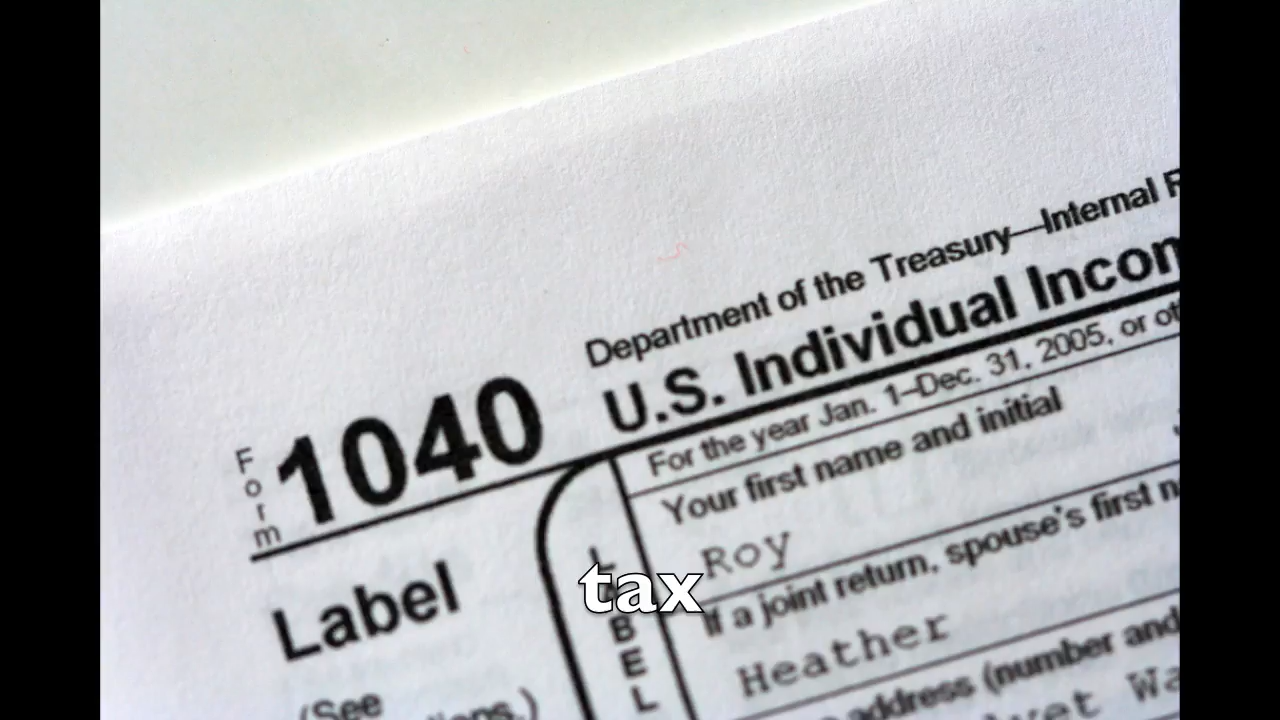 Department of the Treasury—Internal
Form 1040 U.S. Individual
For the year Jan. 1–Dec. 31, 2005, or
Your first name and initial
Roy
Label
LABEL
tax
If a joint return, spouse's first
Heather
address (number and
(See